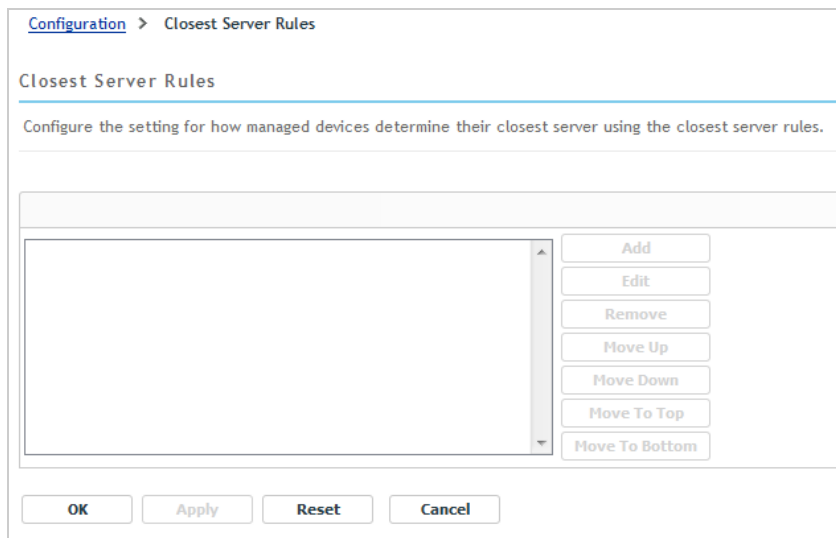 Configuration > Closest Server Rules
Closest Server Rules
Configure the setting for how managed devices determine their closest server using the closest server rules.
Add
Edit
Remove
Move Up
Move Down
Move To Top
Move To Bottom
OK Apply Reset Cancel